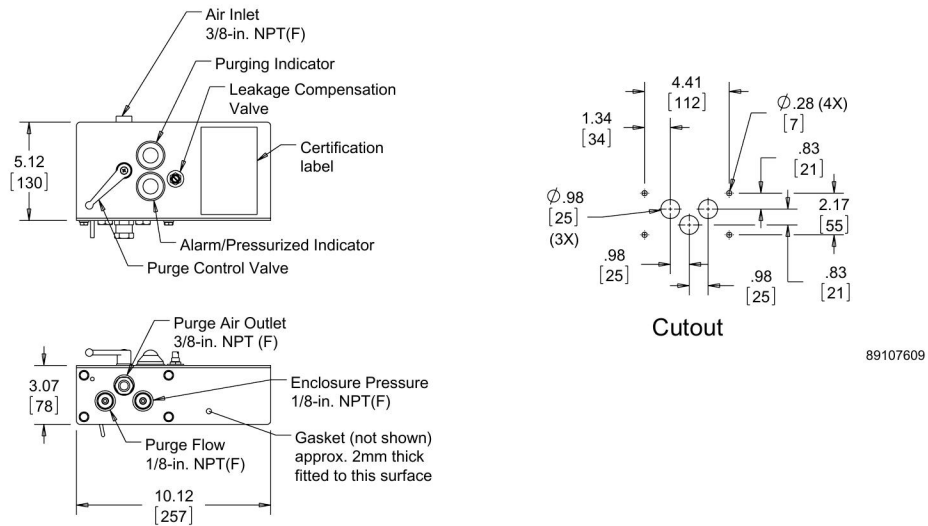 Air Inlet
3/8-in. NPT(F)
Purging Indicator
Leakage Compensation
Valve
Certification
label
5.12
[130]
Alarm/Pressurized Indicator
Purge Control Valve
Purge Air Outlet
3/8-in. NPT (F)
3.07
[78]
Enclosure Pressure
1/8-in. NPT(F)
Purge Flow
1/8-in. NPT(F)
Gasket (not shown)
approx. 2mm thick
fitted to this surface
10.12
[257]
4.41
[112]
1.34
[34]
Ø.28 (4X)
[7]
.83
[21]
Ø.98
[25]
(3X)
2.17
[55]
.98
[25]
.98
[25]
.83
[21]
Cutout
89107609